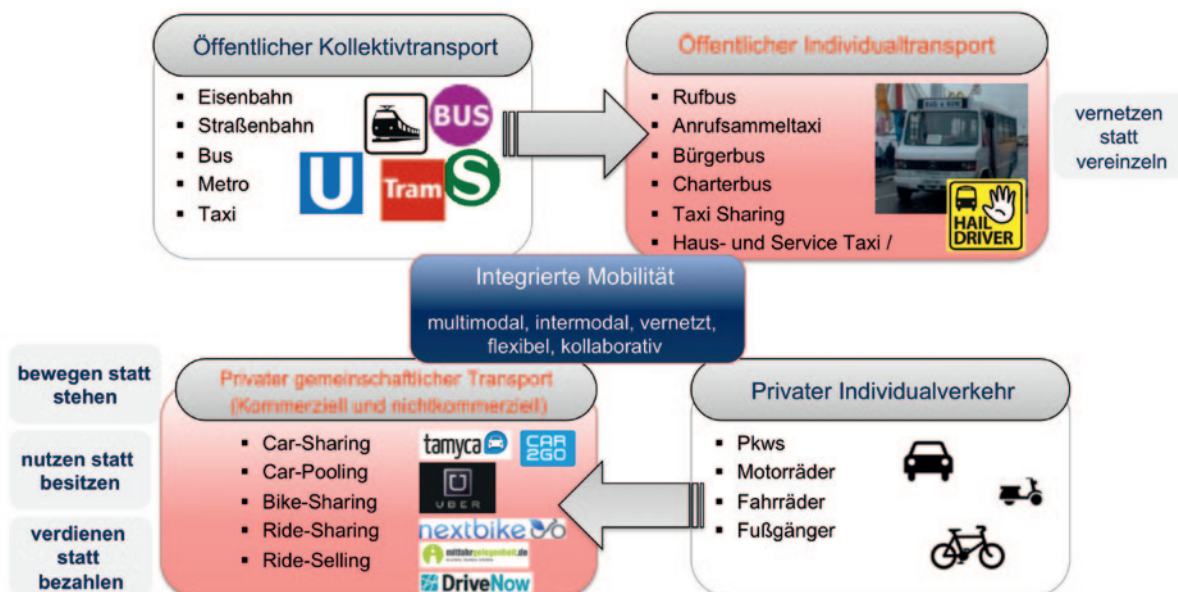 Öffentlicher Kollektivtransport
▪ Eisenbahn
▪ Straßenbahn
▪ Bus
▪ Metro
▪ Taxi
BUS
U
Tram
S
Öffentlicher Individualtransport
▪ Rufbus
▪ Anrufsammeltaxi
▪ Bürgerbus
▪ Charterbus
▪ Taxi Sharing
▪ Haus- und Service Taxi /
HAIL
DRIVER
vernetzen
statt
vereinzeln
Integrierte Mobilität
multimodal, intermodal, vernetzt,
flexibel, kollaborativ
bewegen statt
stehen
nutzen statt
besitzen
verdienen
statt
bezahlen
Privater gemeinschaftlicher Transport
(Kommerziell und nichtkommerziell)
▪ Car-Sharing
▪ Car-Pooling
▪ Bike-Sharing
▪ Ride-Sharing
▪ Ride-Selling
tamyca
CAR
2GO
U
UBER
nextbike
mitfahrgelegenheit.de
DriveNow
Privater Individualverkehr
▪ Pkws
▪ Motorräder
▪ Fahrräder
▪ Fußgänger